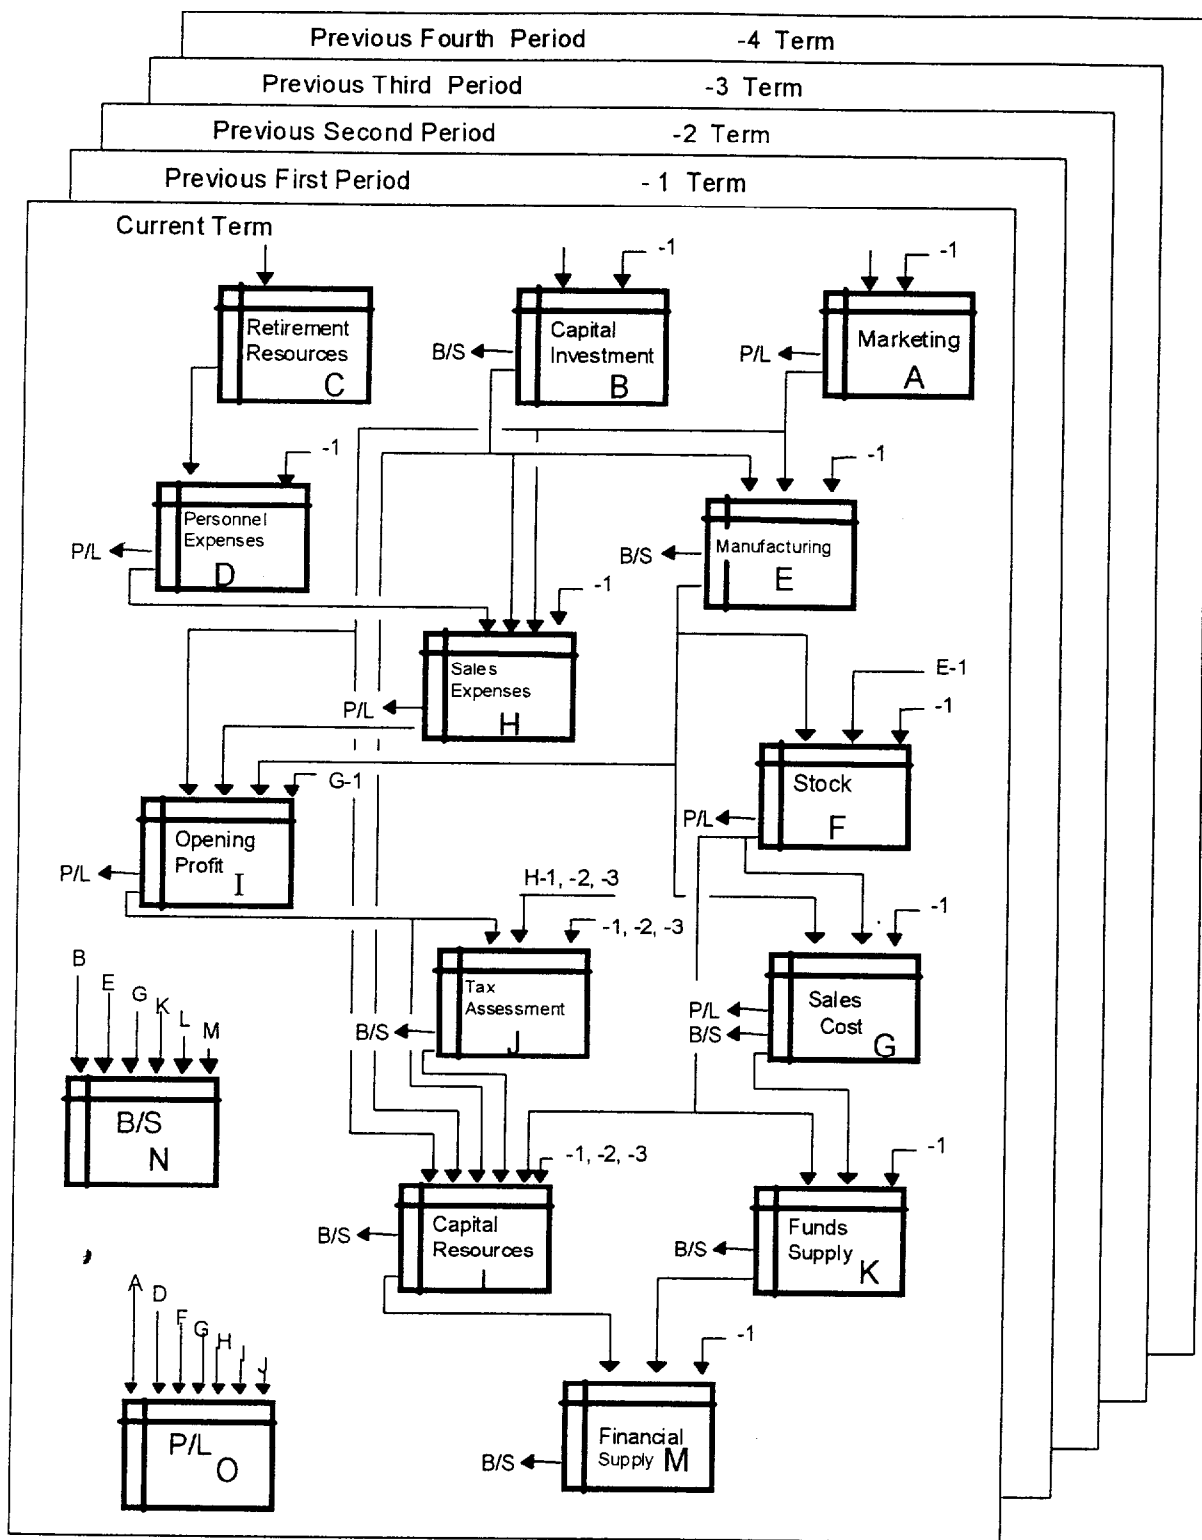 Previous Fourth Period -4 Term
Previous Third Period -3 Term
Previous Second Period -2 Term
Previous First Period - 1 Term
Current Term
-1
-1
Retirement
Resources
C
B/S
Capital
Investment
B
P/L
Marketing
A
-1
-1
Personnel
Expenses
D
P/L
B/S
Manufacturing
E
-1
Sales
Expenses
H
P/L
E-1
-1
G-1
Stock
F
P/L
Opening
Profit
I
P/L
H-1, -2, -3
-1, -2, -3
-1
Tax
Assessment
J
B/S
P/L
B/S
Sales
Cost
G
B
E
G
K
L
M
B/S
N
-1, -2, -3
-1
Capital
Resources
L
B/S
Funds
Supply
K
B/S
A
D
F
G
H
I
J
P/L
O
-1
Financial
Supply M
B/S